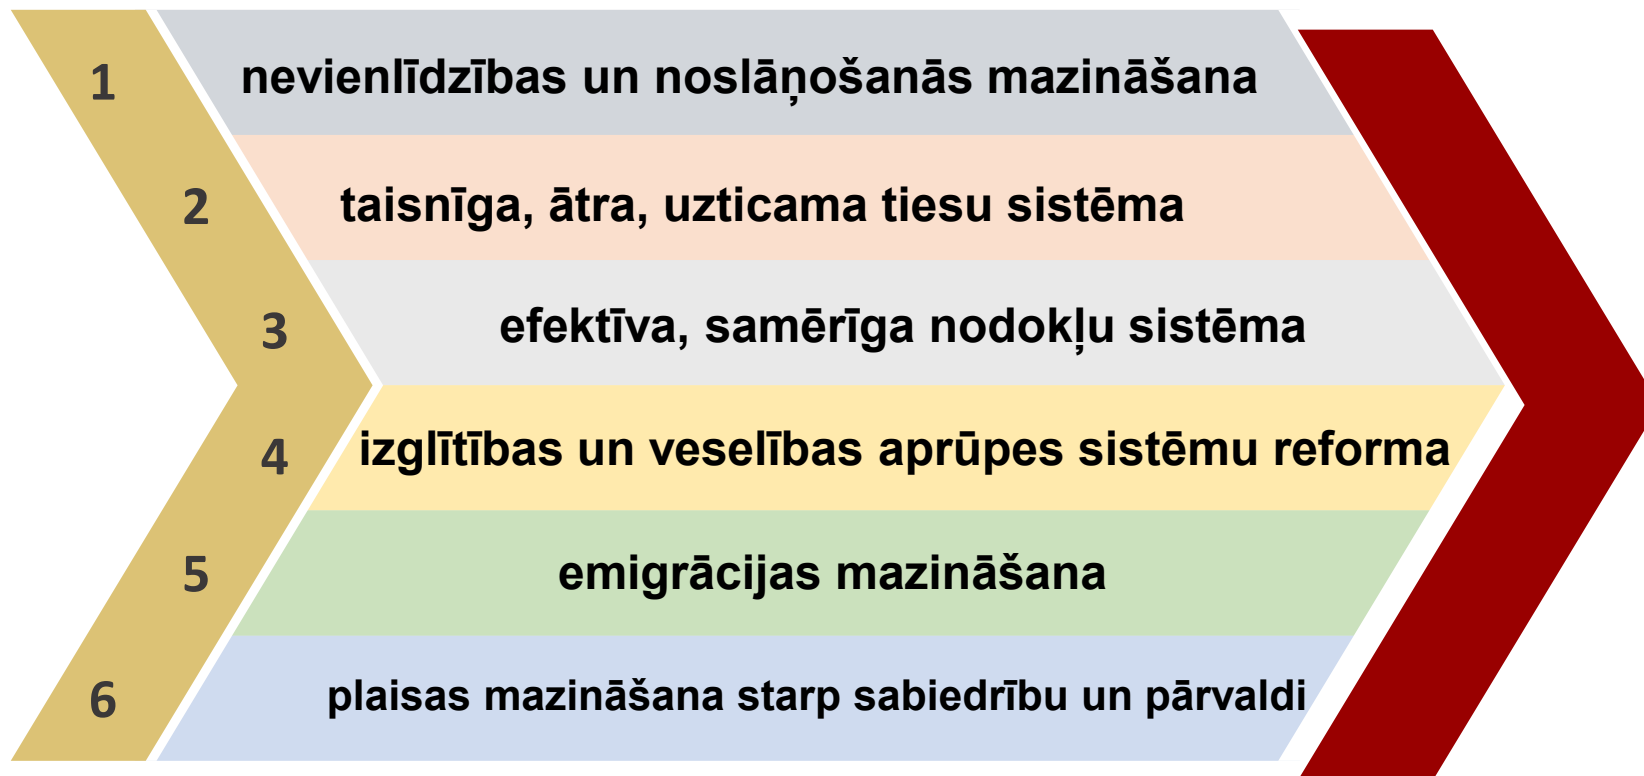 1 nevienlīdzības un noslāņošanās mazināšana
2 taisnīga, ātra, uzticama tiesu sistēma
3 efektīva, samērīga nodokļu sistēma
4 izglītības un veselības aprūpes sistēmu reforma
5 emigrācijas mazināšana
6 plaisas mazināšana starp sabiedrību un pārvaldi